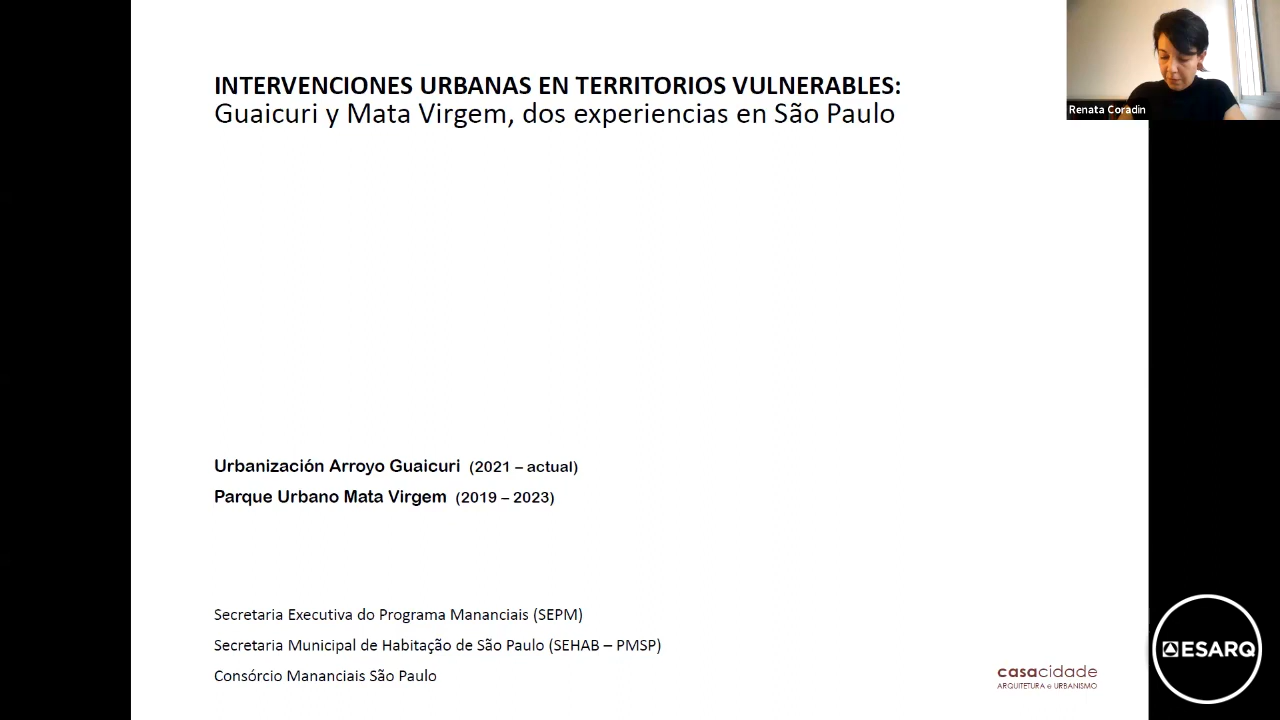 INTERVENCIONES URBANAS EN TERRITORIOS VULNERABLES:
Guaicuri y Mata Virgem, dos experiencias en São Paulo
Renata Coradin
Urbanización Arroyo Guaicuri (2021 – actual)
Parque Urbano Mata Virgem (2019 – 2023)
Secretaria Executiva do Programa Mananciais (SEPM)
Secretaria Municipal de Habitação de São Paulo (SEHAB – PMSP)
Consórcio Mananciais São Paulo
casacidade
ARQUITETURA e URBANISMO
ESARQ